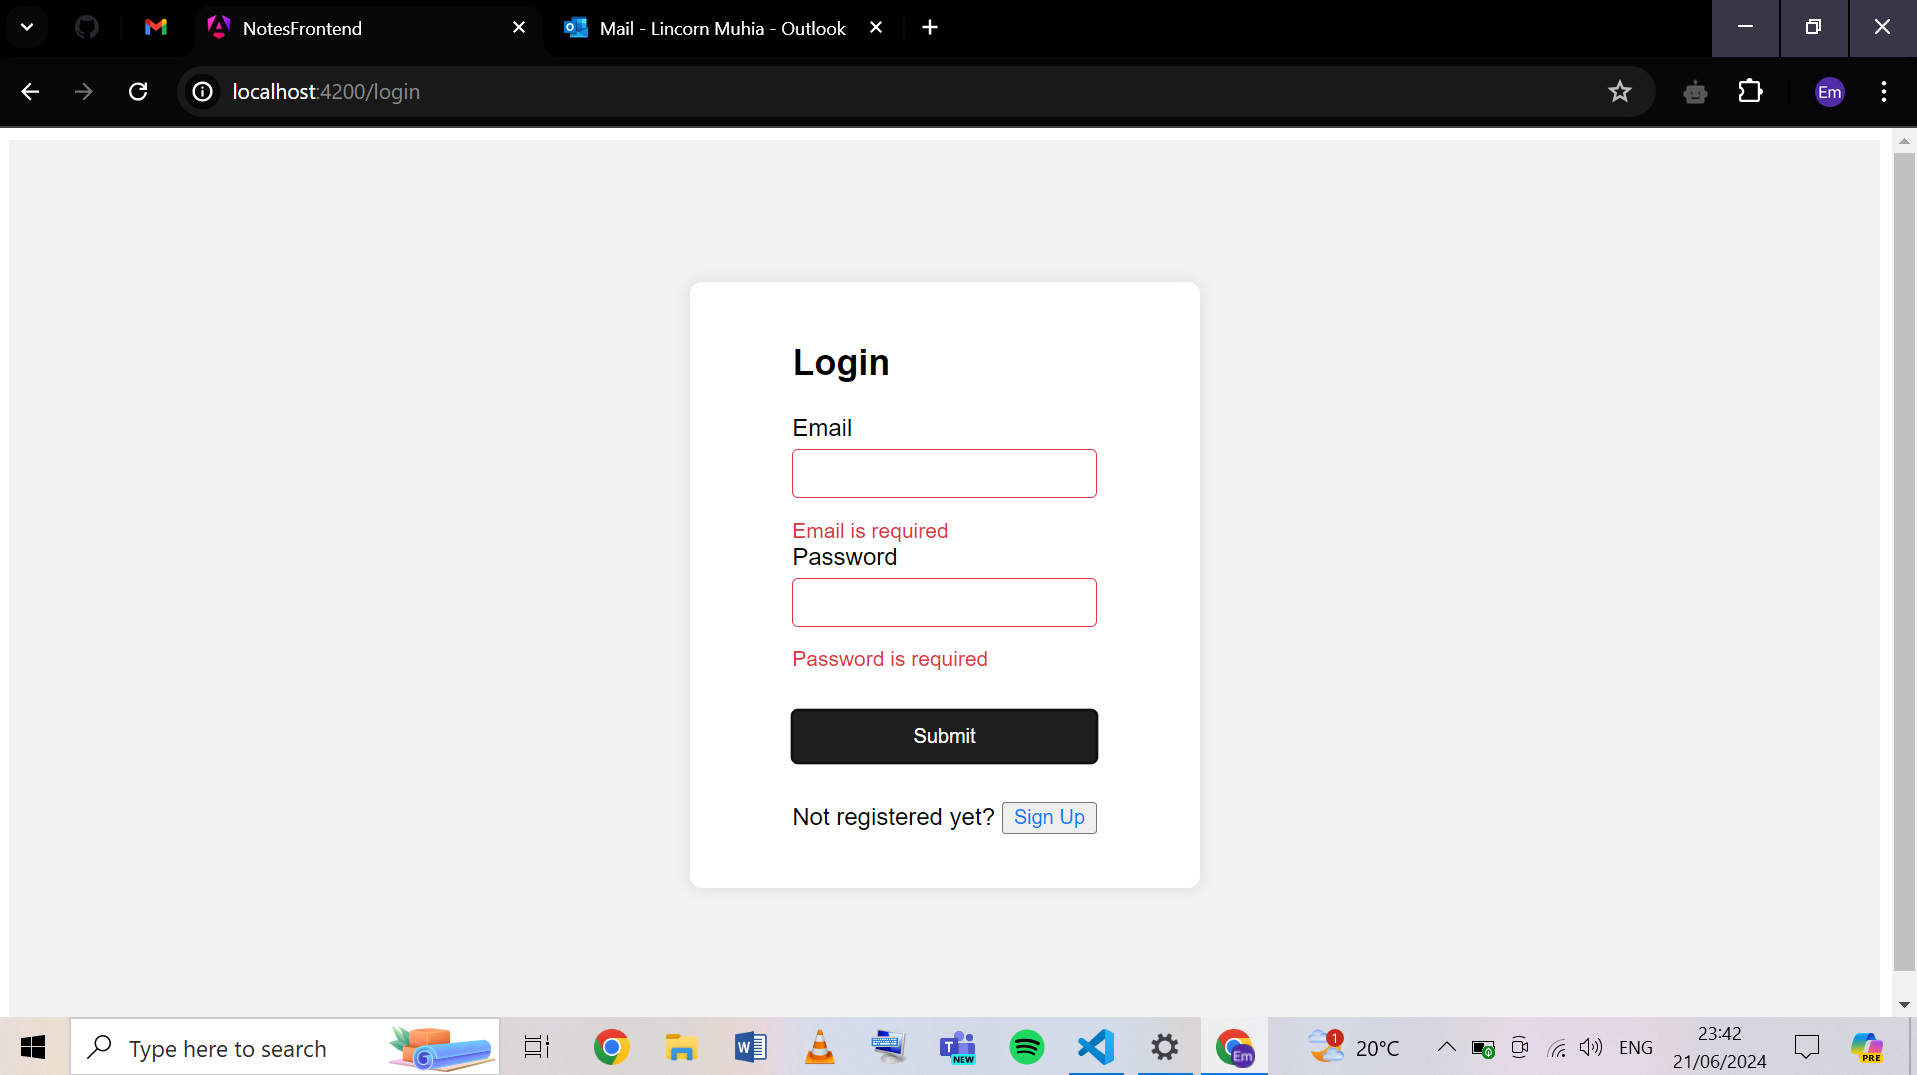 NotesFrontend
Mail - Lincorn Muhia - Outlook
localhost:4200/login
Em
Login
Email
Email is required
Password
Password is required
Submit
Not registered yet? Sign Up
Type here to search
W
NEW
Em
1
20°C
ENG
23:42
21/06/2024
PRE